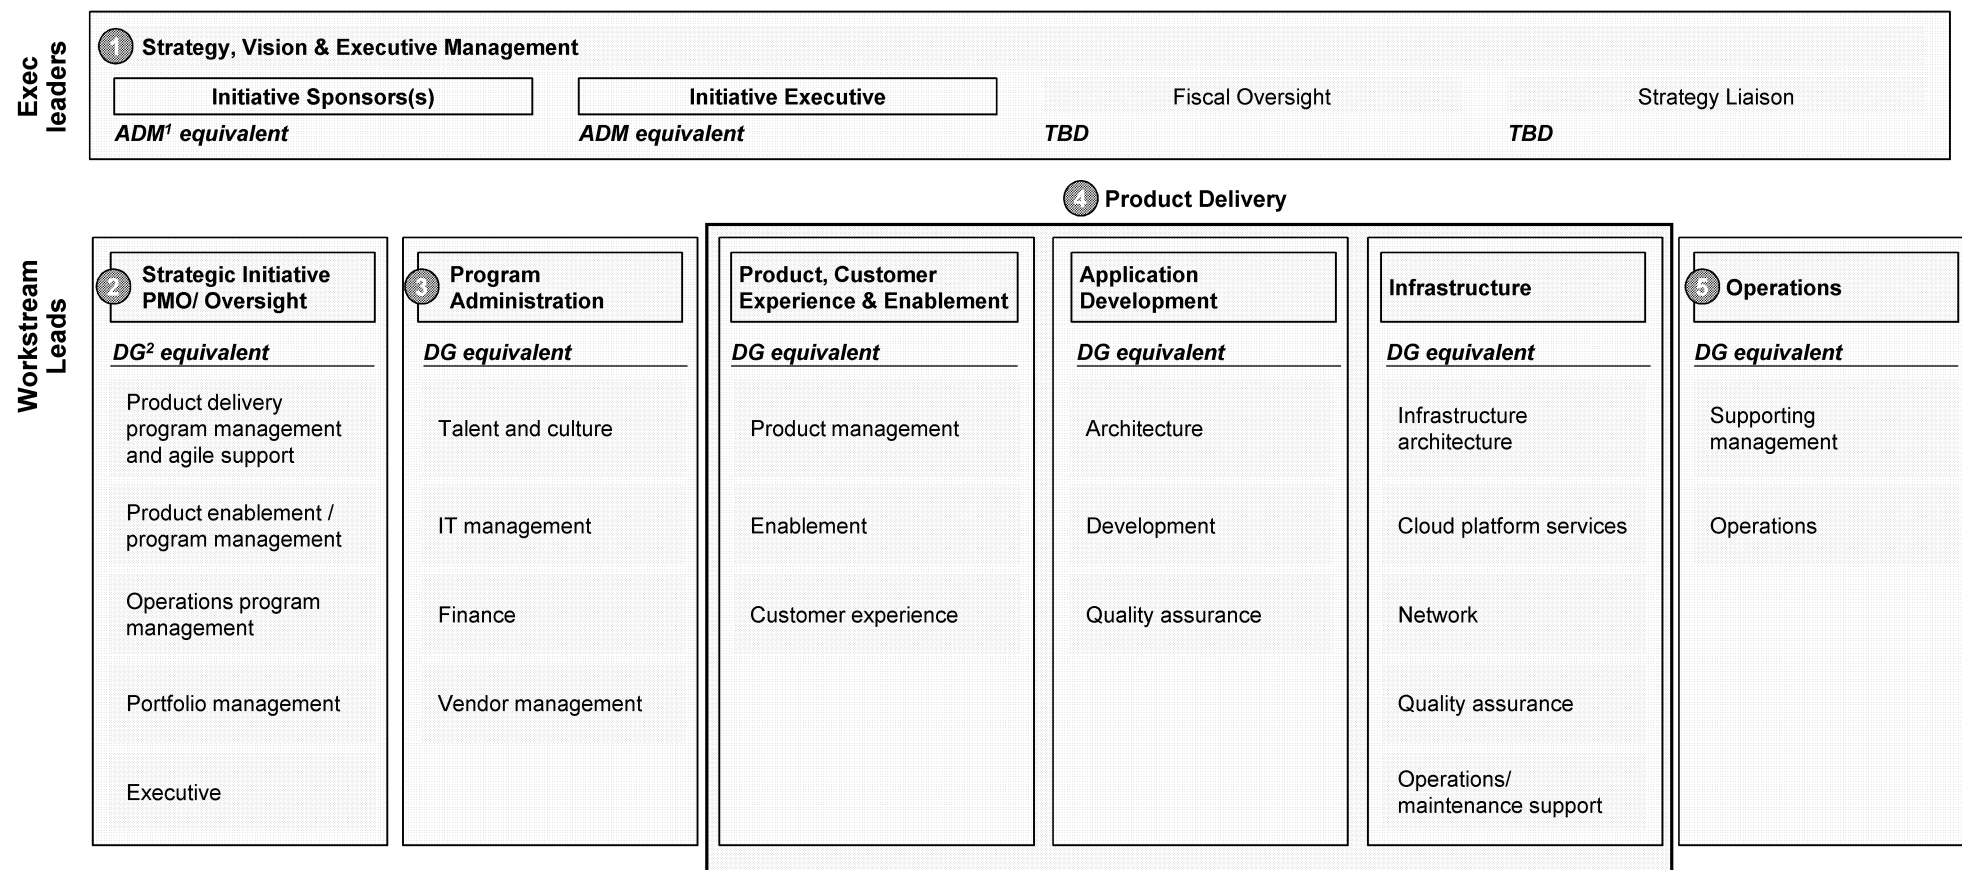 Exec
leaders
1 Strategy, Vision & Executive Management
Initiative Sponsors(s)
ADM¹ equivalent
Initiative Executive
ADM equivalent
Fiscal Oversight
TBD
Strategy Liaison
TBD
4 Product Delivery
Workstream
Leads
2 Strategic Initiative
PMO/ Oversight
DG² equivalent
Product delivery
program management
and agile support
Product enablement /
program management
Operations program
management
Portfolio management
Executive
3 Program
Administration
DG equivalent
Talent and culture
IT management
Finance
Vendor management
Product, Customer
Experience & Enablement
DG equivalent
Product management
Enablement
Customer experience
Application
Development
DG equivalent
Architecture
Development
Quality assurance
Infrastructure
DG equivalent
Infrastructure
architecture
Cloud platform services
Network
Quality assurance
Operations/
maintenance support
5 Operations
DG equivalent
Supporting
management
Operations